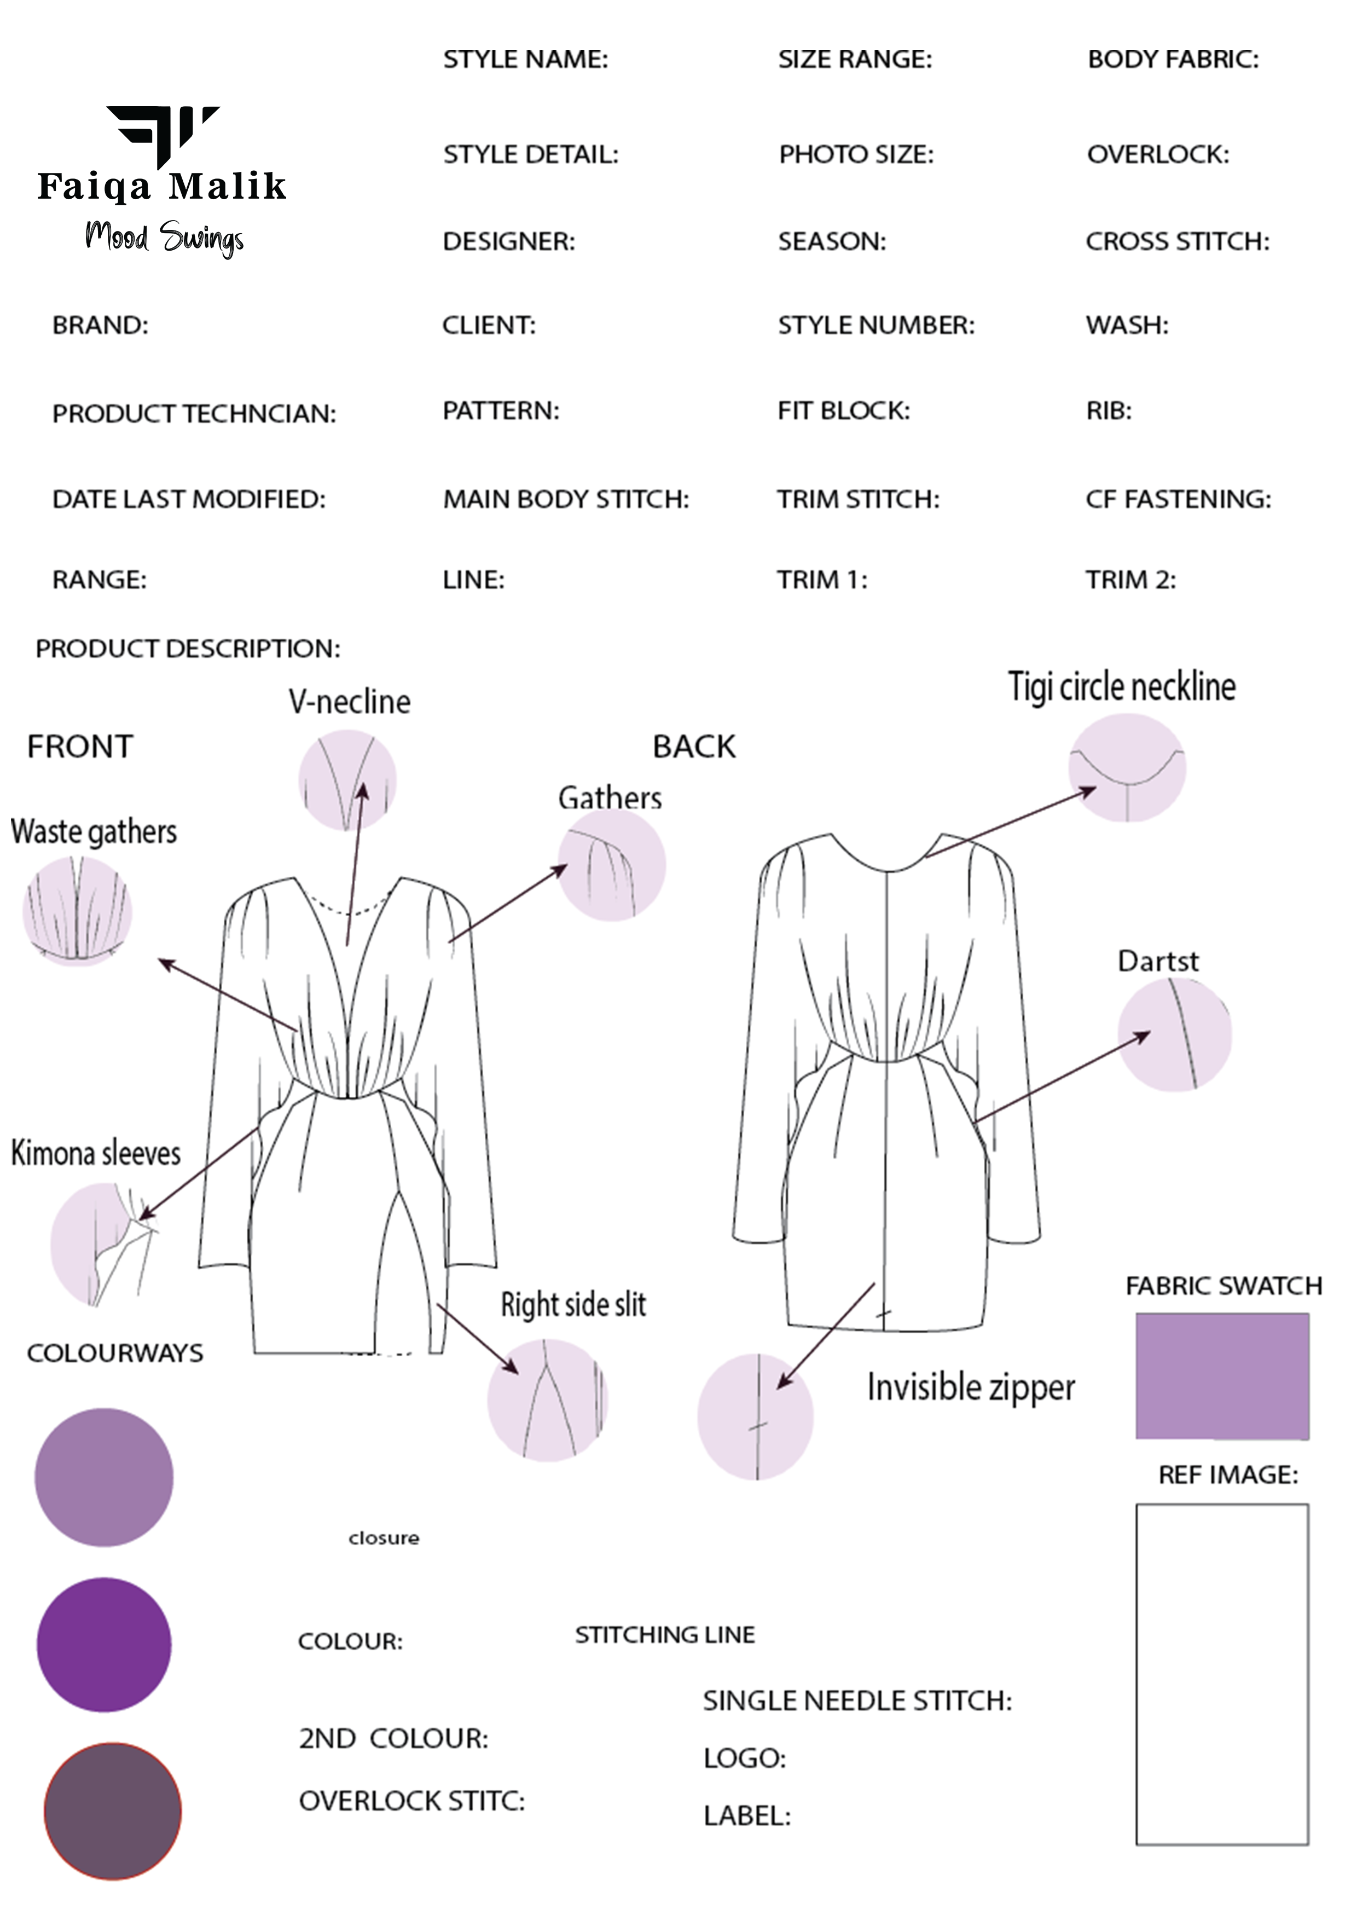 STYLE NAME:
SIZE RANGE:
BODY FABRIC:
Faiqa Malik
Mood Swings
STYLE DETAIL:
PHOTO SIZE:
OVERLOCK:
DESIGNER:
SEASON:
CROSS STITCH:
BRAND:
CLIENT:
STYLE NUMBER:
WASH:
PRODUCT TECHNCIAN:
PATTERN:
FIT BLOCK:
RIB:
DATE LAST MODIFIED:
MAIN BODY STITCH:
TRIM STITCH:
CF FASTENING:
RANGE:
LINE:
TRIM 1:
TRIM 2:
PRODUCT DESCRIPTION:
V-necline
Tigi circle neckline
FRONT
BACK
Gathers
Waste gathers
Dartst
Kimona sleeves
Right side slit
FABRIC SWATCH
COLOURWAYS
Invisible zipper
REF IMAGE:
closure
COLOUR:
STITCHING LINE
SINGLE NEEDLE STITCH:
2ND COLOUR:
LOGO:
OVERLOCK STITC:
LABEL: